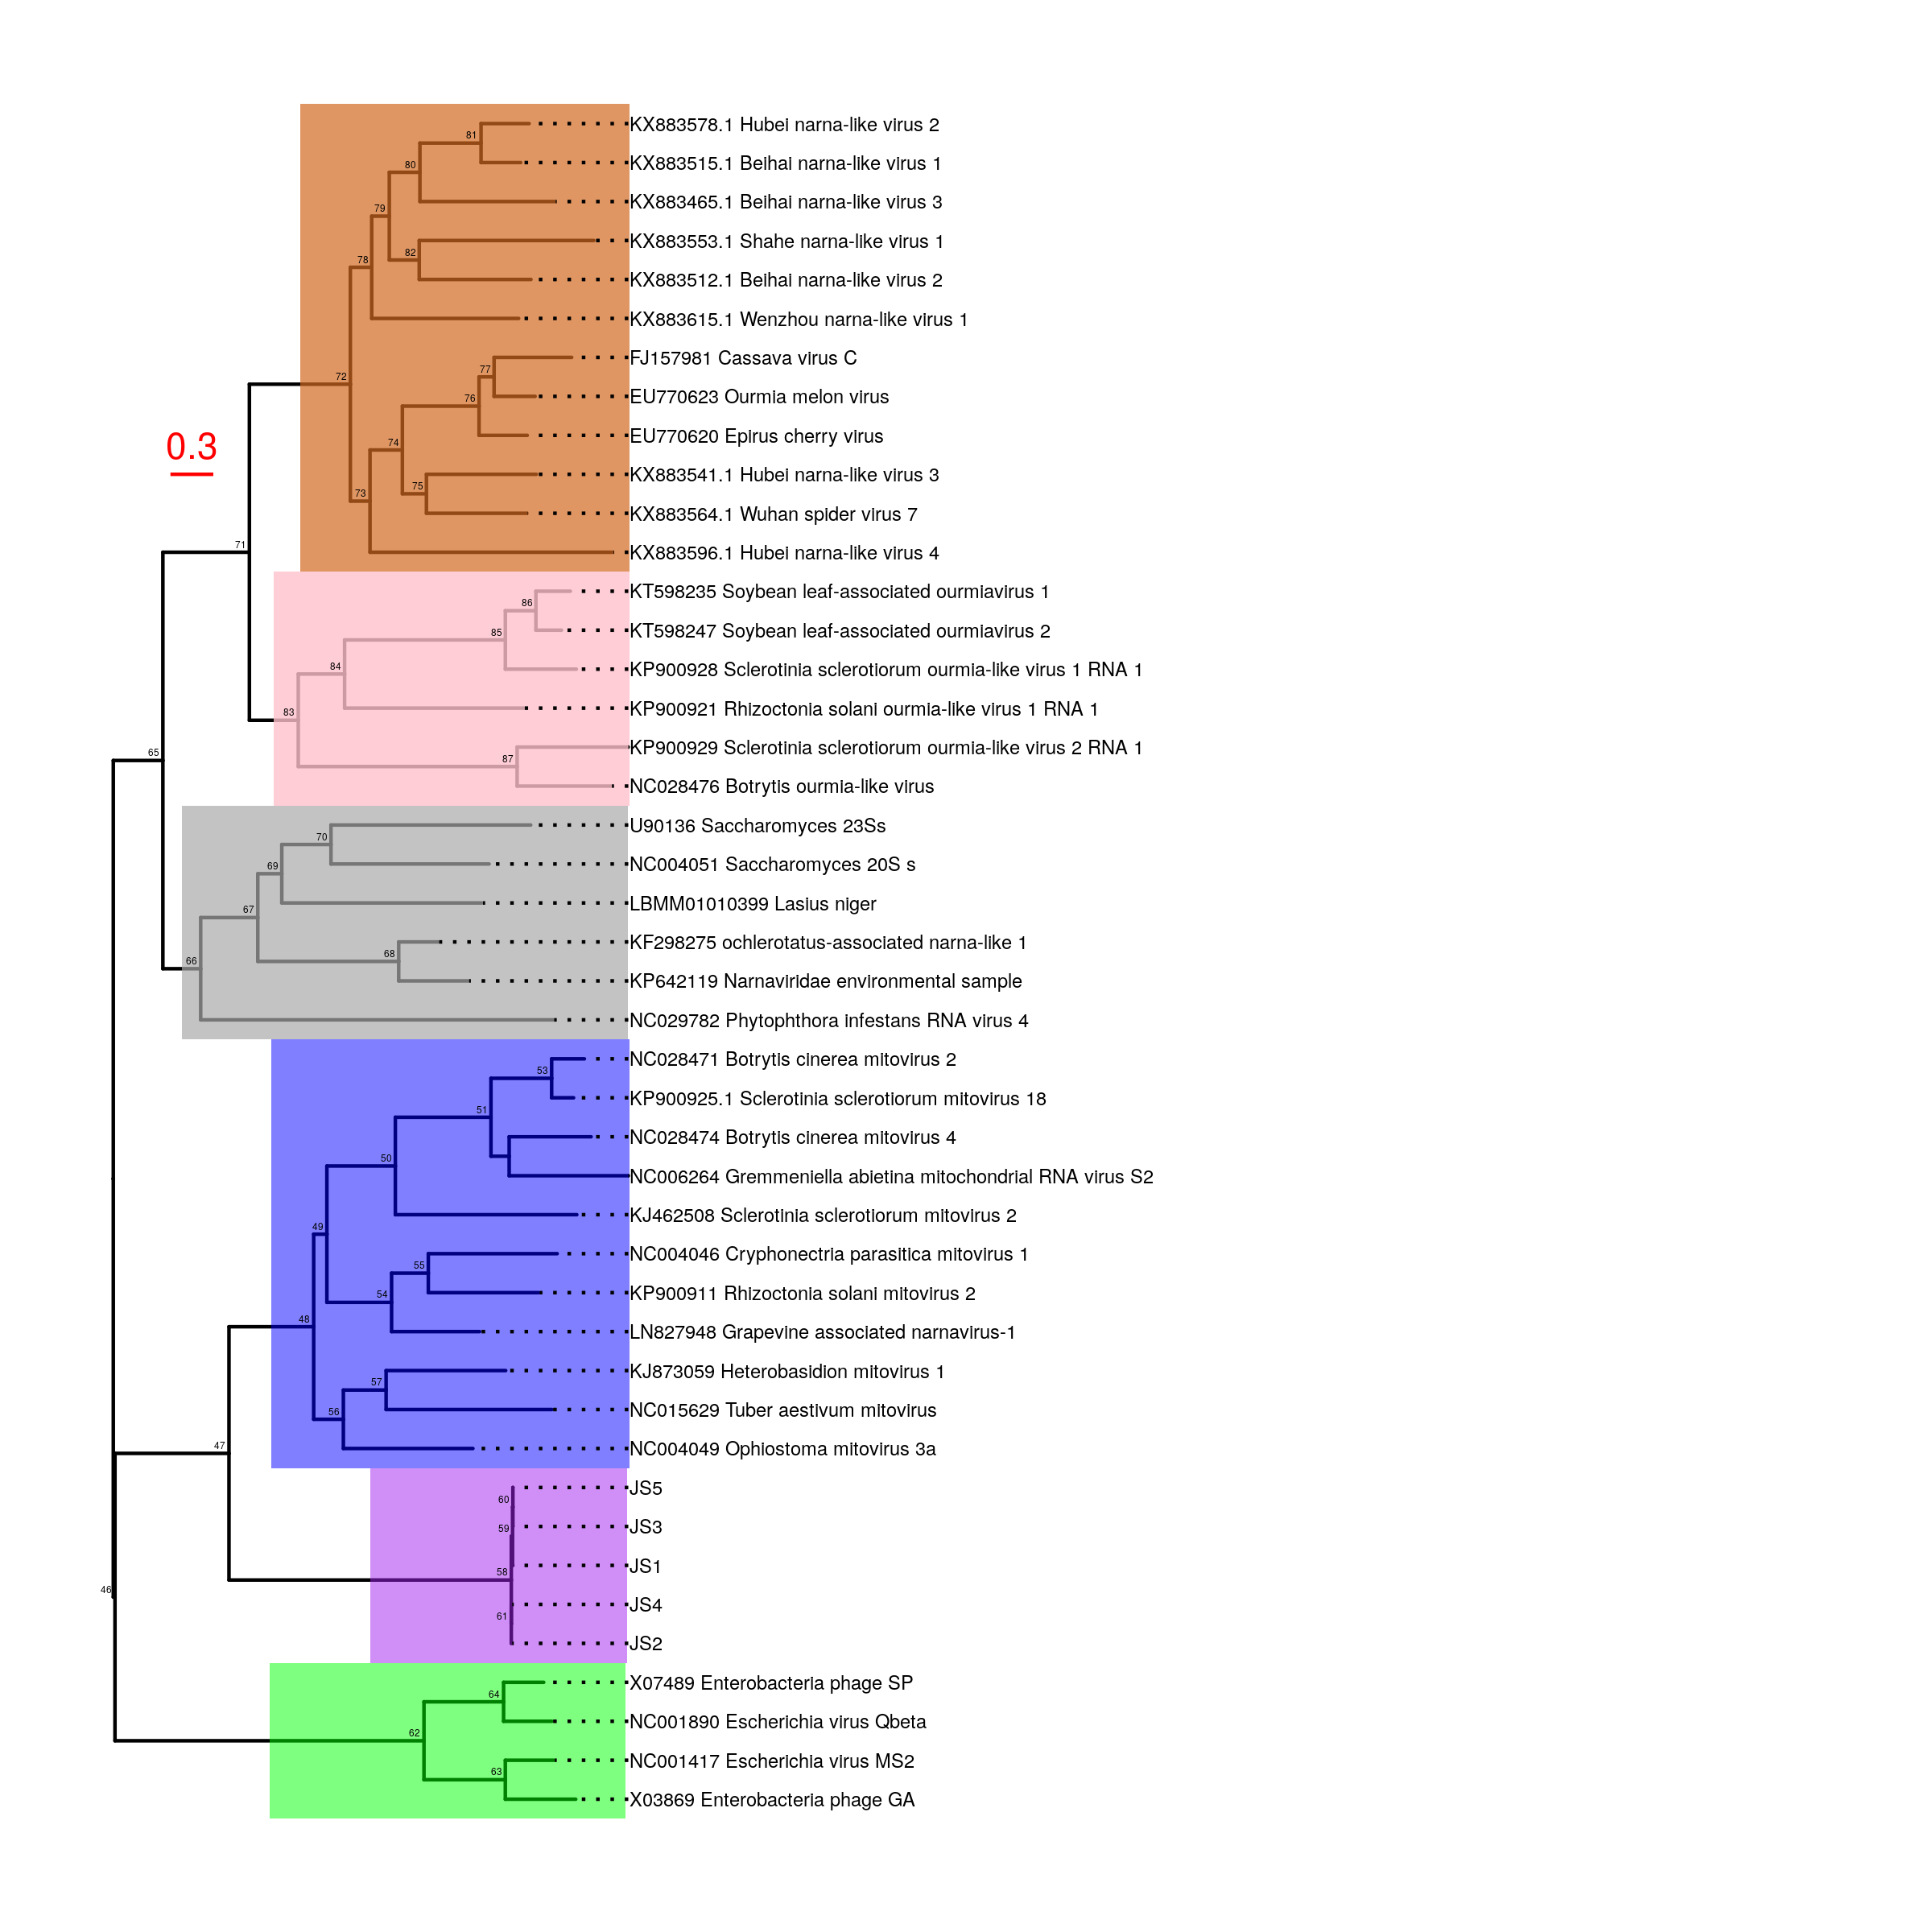 81
KX883578.1 Hubei narna-like virus 2
80
KX883515.1 Beihai narna-like virus 1
79
KX883465.1 Beihai narna-like virus 3
KX883553.1 Shahe narna-like virus 1
78
82
KX883512.1 Beihai narna-like virus 2
KX883615.1 Wenzhou narna-like virus 1
72
77
FJ157981 Cassava virus C
76
EU770623 Ourmia melon virus
0.3
74
EU770620 Epirus cherry virus
KX883541.1 Hubei narna-like virus 3
73
75
KX883564.1 Wuhan spider virus 7
71
KX883596.1 Hubei narna-like virus 4
86
KT598235 Soybean leaf-associated ourmiavirus 1
85
KT598247 Soybean leaf-associated ourmiavirus 2
84
KP900928 Sclerotinia sclerotiorum ourmia-like virus 1 RNA 1
83
KP900921 Rhizoctonia solani ourmia-like virus 1 RNA 1
65
87
KP900929 Sclerotinia sclerotiorum ourmia-like virus 2 RNA 1
NC028476 Botrytis ourmia-like virus
70
U90136 Saccharomyces 23Ss
69
NC004051 Saccharomyces 20S s
67
LBMM01010399 Lasius niger
66
68
KF298275 ochlerotatus-associated narna-like 1
KP642119 Narnaviridae environmental sample
NC029782 Phytophthora infestans RNA virus 4
53
NC028471 Botrytis cinerea mitovirus 2
51
KP900925.1 Sclerotinia sclerotiorum mitovirus 18
50
NC028474 Botrytis cinerea mitovirus 4
NC006264 Gremmeniella abietina mitochondrial RNA virus S2
49
KJ462508 Sclerotinia sclerotiorum mitovirus 2
55
NC004046 Cryphonectria parasitica mitovirus 1
54
KP900911 Rhizoctonia solani mitovirus 2
48
LN827948 Grapevine associated narnavirus-1
57
KJ873059 Heterobasidion mitovirus 1
56
NC015629 Tuber aestivum mitovirus
47
NC004049 Ophiostoma mitovirus 3a
60
JS5
59
JS3
58
JS1
46
61
JS4
JS2
64
X07489 Enterobacteria phage SP
62
NC001890 Escherichia virus Qbeta
63
NC001417 Escherichia virus MS2
X03869 Enterobacteria phage GA